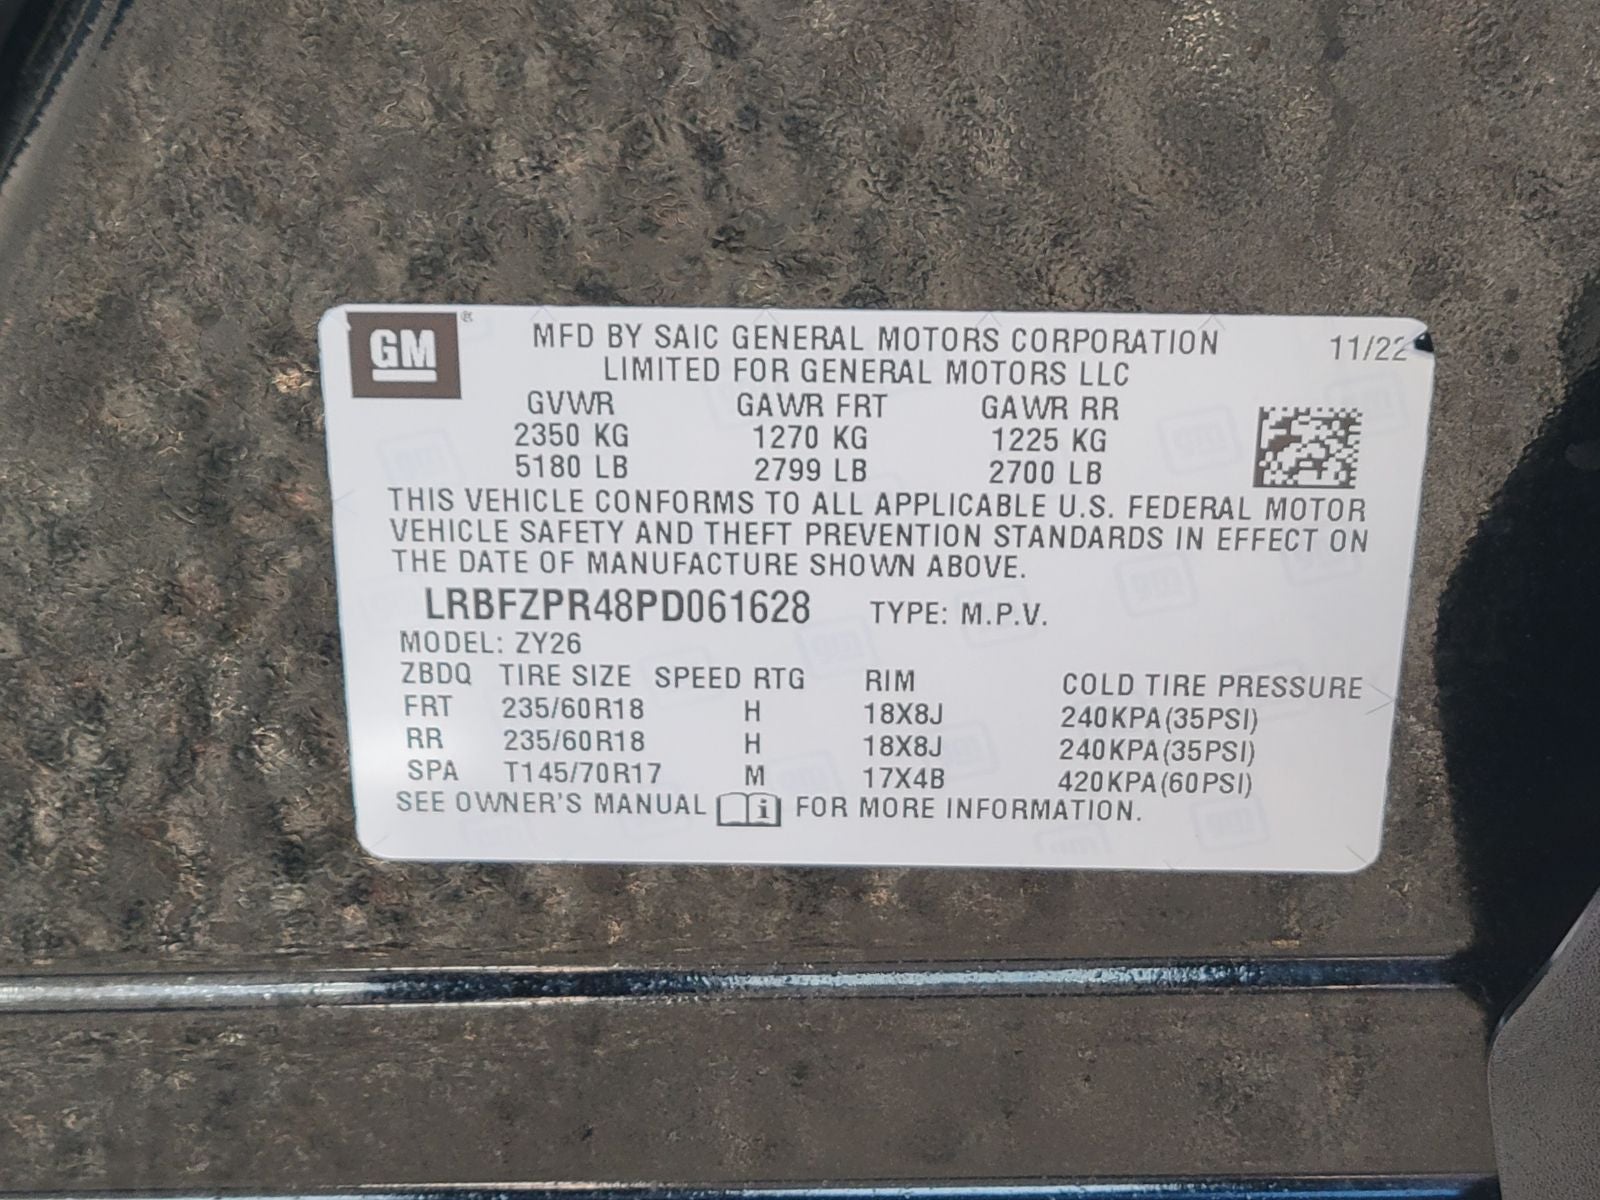 GM ®
MFD BY SAIC GENERAL MOTORS CORPORATION 11/22
LIMITED FOR GENERAL MOTORS LLC
GVWR GAWR FRT GAWR RR
2350 KG 1270 KG 1225 KG
5180 LB 2799 LB 2700 LB
THIS VEHICLE CONFORMS TO ALL APPLICABLE U.S. FEDERAL MOTOR
VEHICLE SAFETY AND THEFT PREVENTION STANDARDS IN EFFECT ON
THE DATE OF MANUFACTURE SHOWN ABOVE.
LRBFZPR48PD061628 TYPE: M.P.V.
MODEL: ZY26
ZBDQ TIRE SIZE SPEED RTG RIM COLD TIRE PRESSURE
FRT 235/60R18 H 18X8J 240KPA(35PSI)
RR 235/60R18 H 18X8J 240KPA(35PSI)
SPA T145/70R17 M 17X4B 420KPA(60PSI)
SEE OWNER'S MANUAL i FOR MORE INFORMATION.